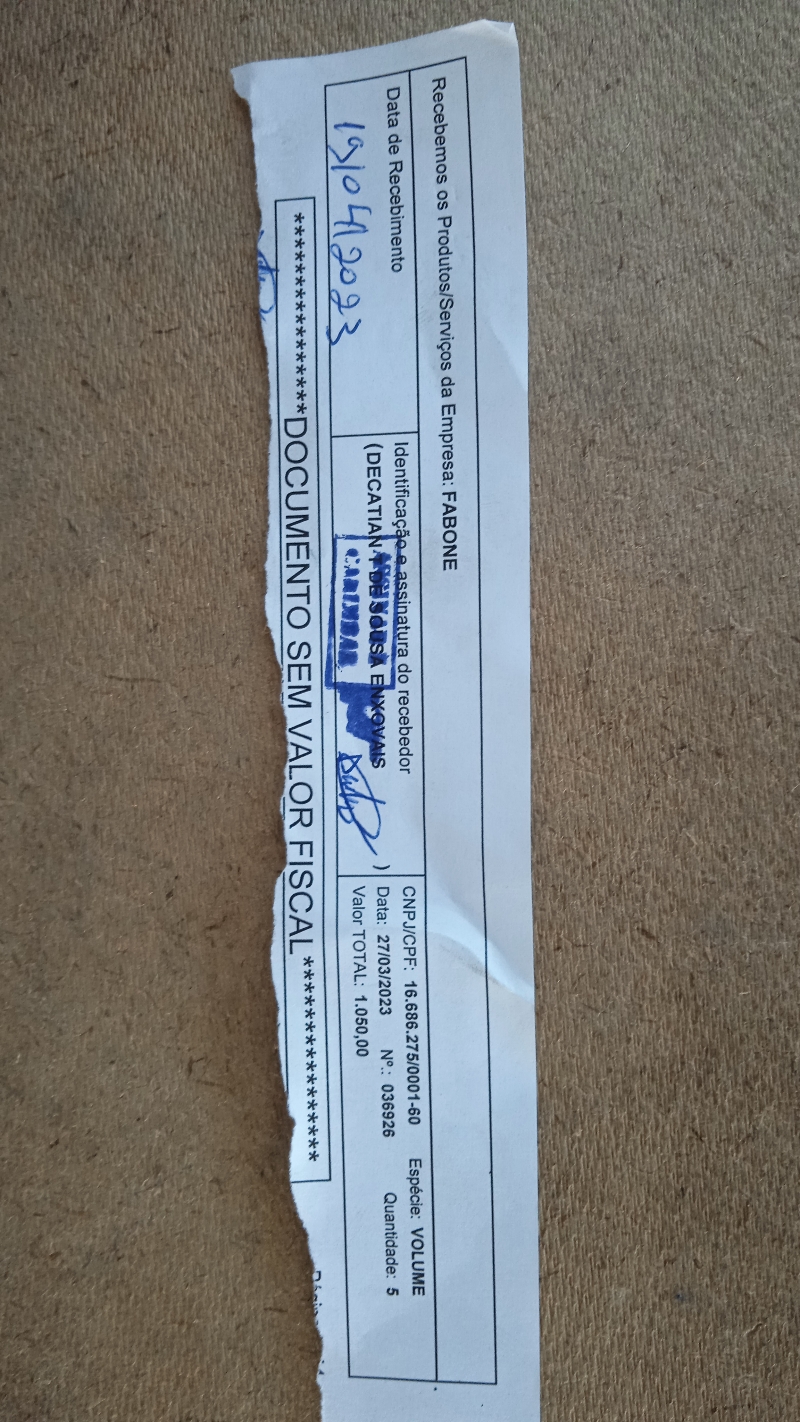 Recebemos os Produtos/Serviços da Empresa: FABONE
Data de Recebimento
19/04/2023
Identificação e assinatura do recebedor
(DECATIAN T DE SOUSA ENXOVAIS )
CARIMBAR
CNPJ/CPF: 16.686.275/0001-60 Espécie: VOLUME
Data: 27/03/2023 Nº.: 036926 Quantidade: 5
Valor TOTAL: 1.050,00
*****************DOCUMENTO SEM VALOR FISCAL*****************